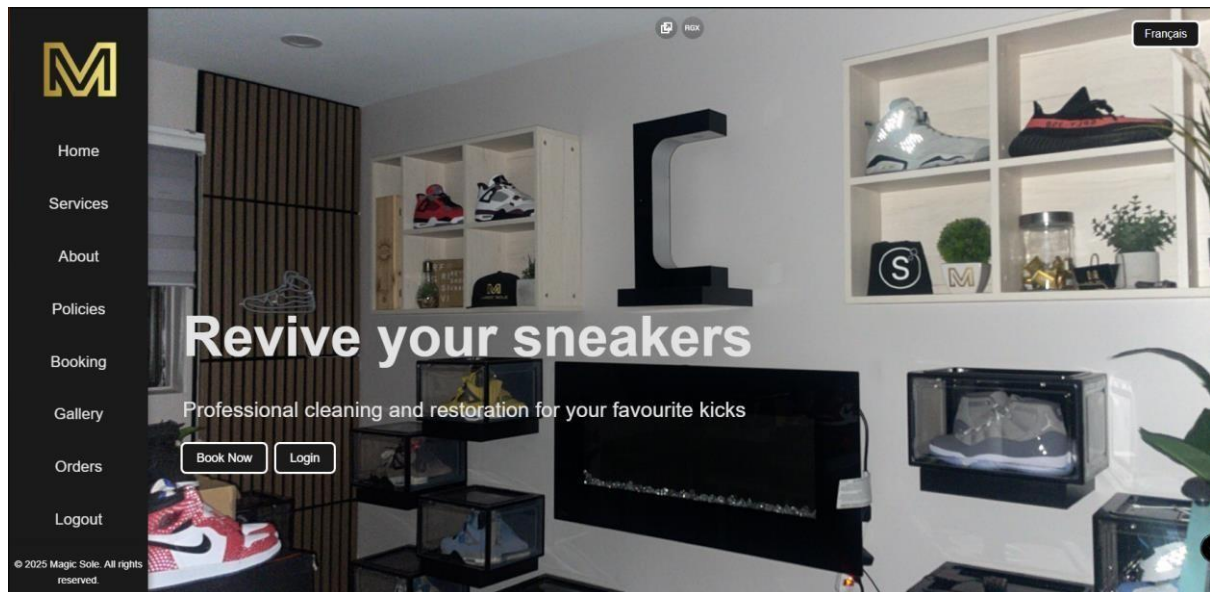 M
Home
Services
About
Policies
Booking
Gallery
Orders
Logout
© 2025 Magic Sole. All rights
reserved.
RGX
Français
Revive your sneakers
Professional cleaning and restoration for your favourite kicks
Book Now
Login
S
M
M